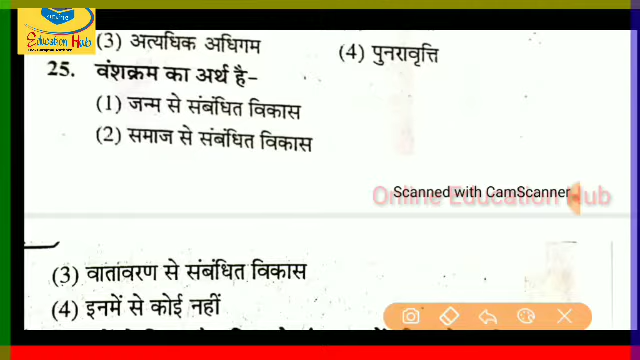 Education Hub
(3) अत्यधिक अधिगम
(4) पुनरावृत्ति
25. वंशक्रम का अर्थ है–
(1) जन्म से संबंधित विकास
(2) समाज से संबंधित विकास
Online Education Hub
Scanned with CamScanner
(3) वातावरण से संबंधित विकास
(4) इनमें से कोई नहीं